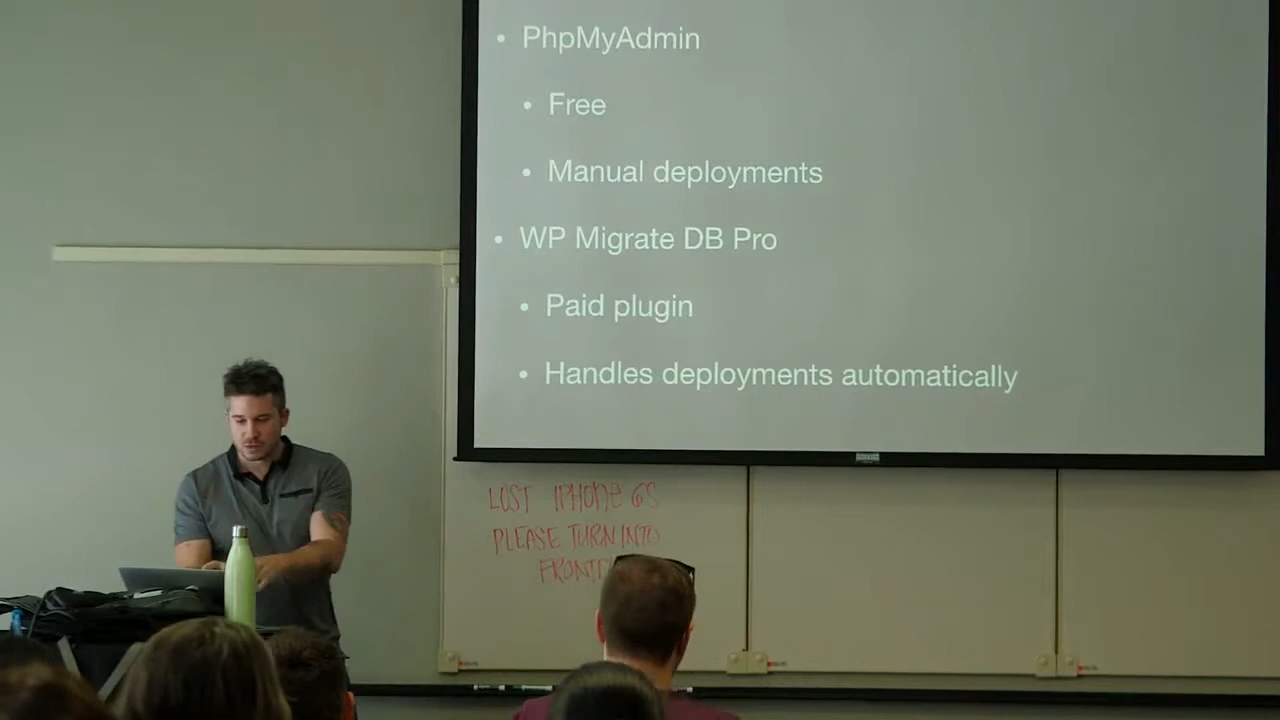 • PhpMyAdmin
• Free
• Manual deployments
• WP Migrate DB Pro
• Paid plugin
• Handles deployments automatically
LOST IPHONE 6S
PLEASE TURN INTO